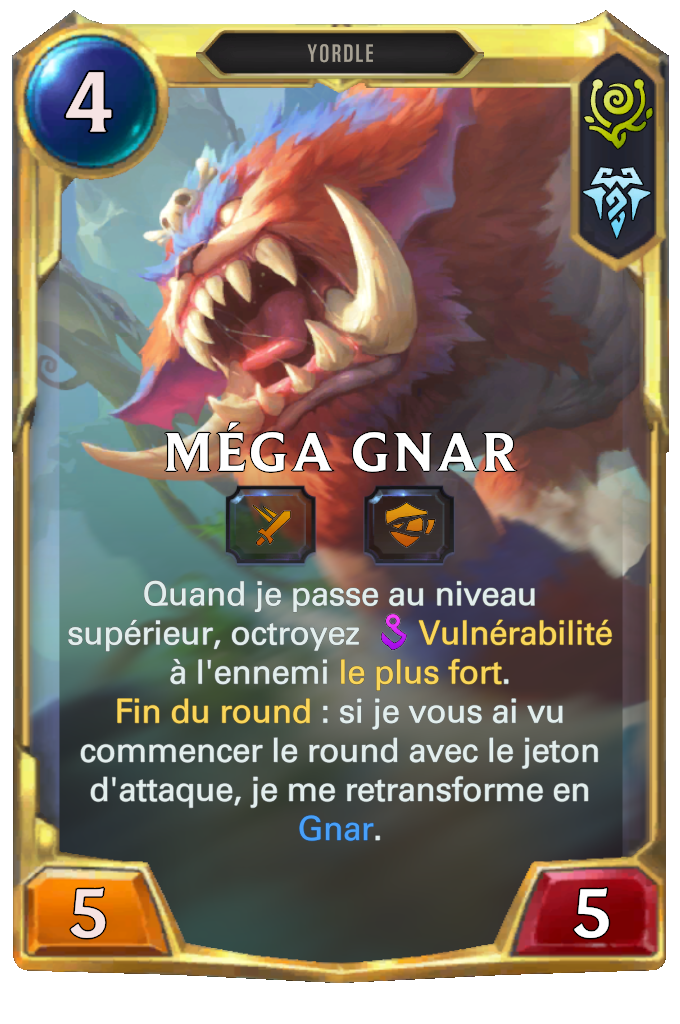 YORDLE
4
MÉGA GNAR
Quand je passe au niveau
supérieur, octroyez Vulnérabilité
à l'ennemi le plus fort.
Fin du round : si je vous ai vu
commencer le round avec le jeton
d'attaque, je me retransforme en
Gnar.
5
5